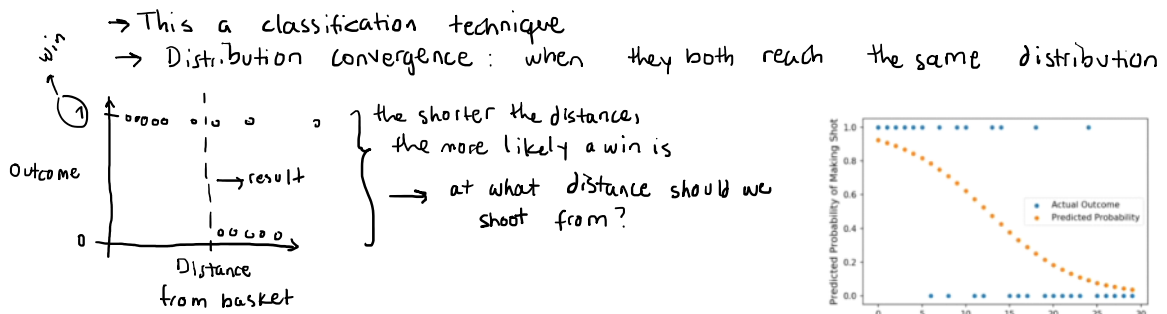 → This a classification technique
→ Distribution convergence : when they both reach the same distribution
win
1
Outcome
0
→ result
Distance
from basket
the shorter the distance,
the more likely a win is
→ at what distance should we
shoot from?
Predicted Probability of Making Shot
1.0
0.8
0.6
0.4
0.2
0.0
Actual Outcome
Predicted Probability
0 5 10 15 20 25 30